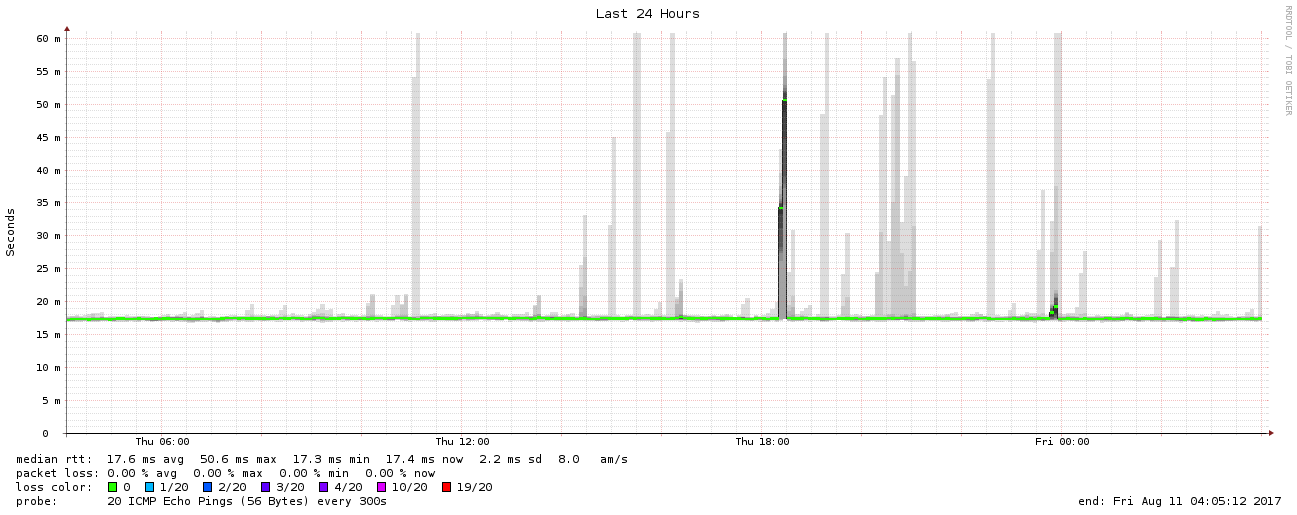 Last 24 Hours
RRDTOOL / TOBI OETIKER
60 m
55 m
50 m
45 m
40 m
35 m
30 m
25 m
20 m
15 m
10 m
5 m
0
Seconds
Thu 06:00 Thu 12:00 Thu 18:00 Fri 00:00
median rtt: 17.6 ms avg 50.6 ms max 17.3 ms min 17.4 ms now 2.2 ms sd 8.0 am/s
packet loss: 0.00 % avg 0.00 % max 0.00 % min 0.00 % now
loss color: 0 1/20 2/20 3/20 4/20 10/20 19/20
probe: 20 ICMP Echo Pings (56 Bytes) every 300s end: Fri Aug 11 04:05:12 2017